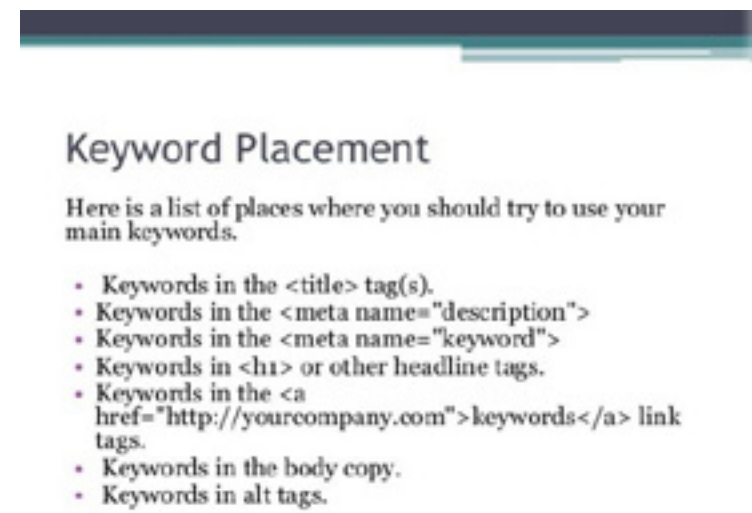 Keyword Placement
Here is a list of places where you should try to use your
main keywords.
• Keywords in the <title> tag(s).
• Keywords in the <meta name="description">
• Keywords in the <meta name="keyword">
• Keywords in <h1> or other headline tags.
• Keywords in the <a
href="http://yourcompany.com">keywords</a> link
tags.
• Keywords in the body copy.
• Keywords in alt tags.